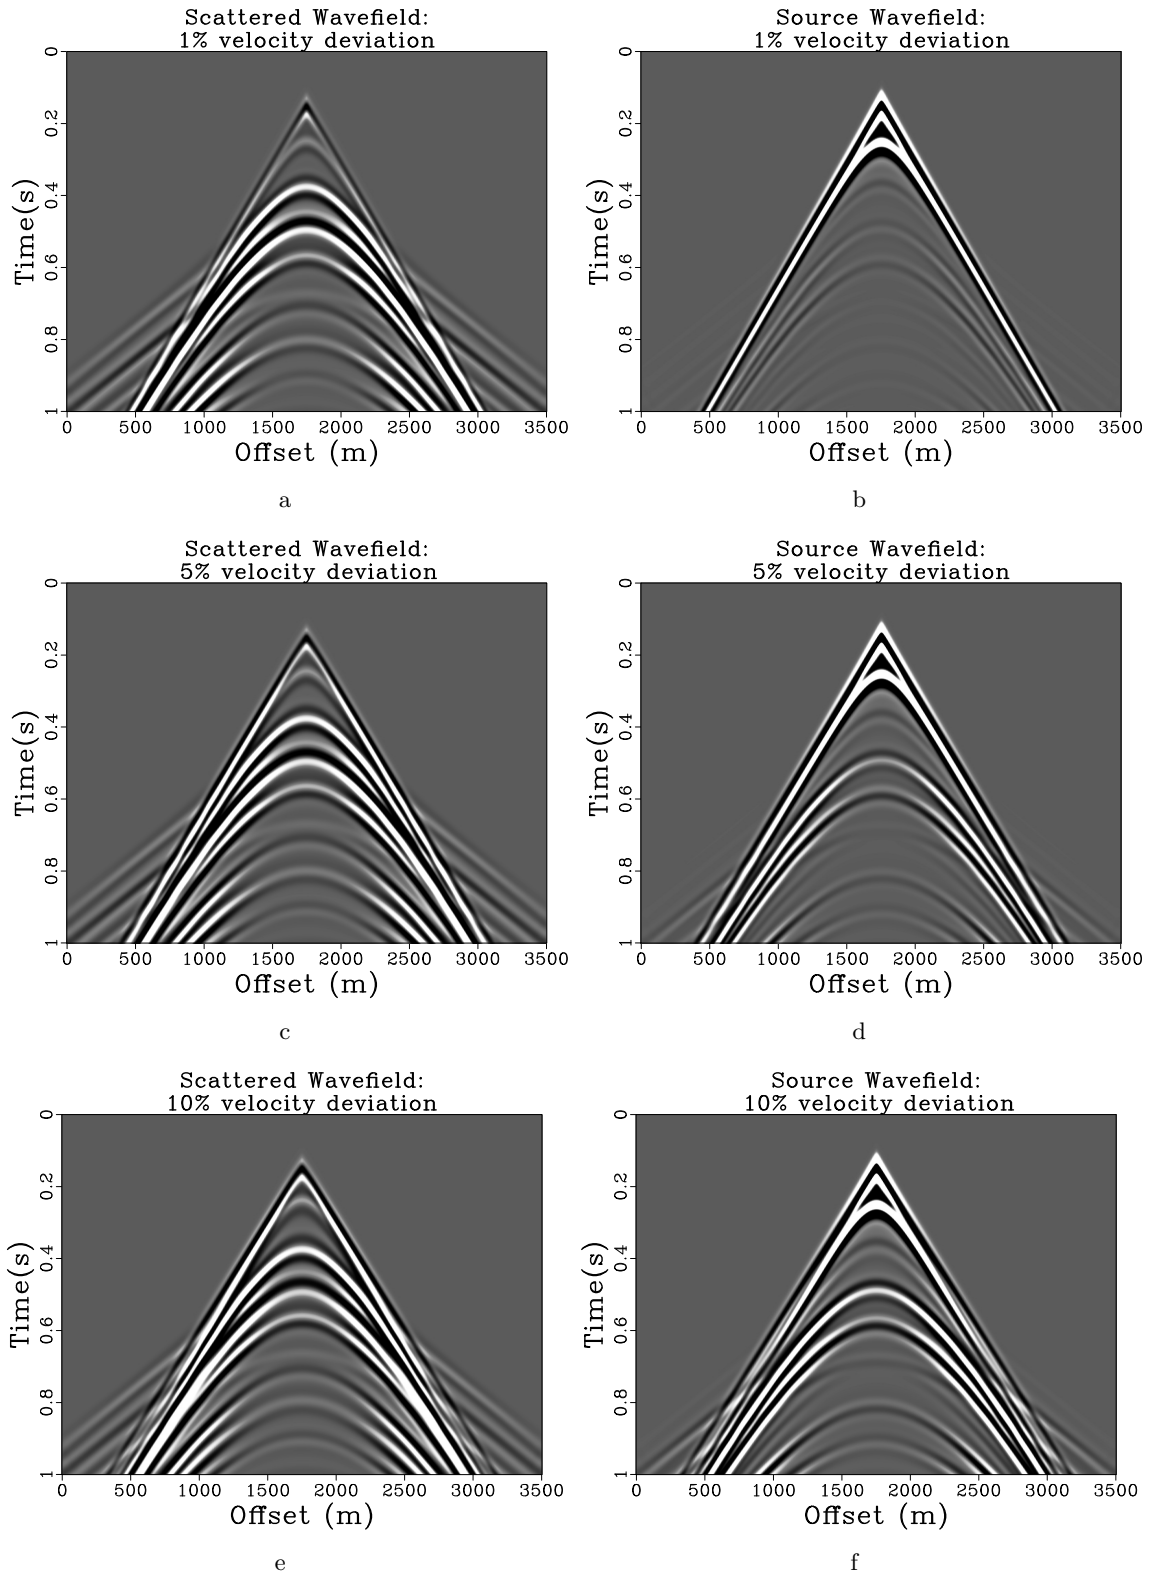 Scattered Wavefield:
1% velocity deviation
0
0.2
0.4
0.6
0.8
1
Time(s)
0 500 1000 1500 2000 2500 3000 3500
Offset (m)
a
Source Wavefield:
1% velocity deviation
0
0.2
0.4
0.6
0.8
1
Time(s)
0 500 1000 1500 2000 2500 3000 3500
Offset (m)
b
Scattered Wavefield:
5% velocity deviation
0
0.2
0.4
0.6
0.8
1
Time(s)
0 500 1000 1500 2000 2500 3000 3500
Offset (m)
c
Source Wavefield:
5% velocity deviation
0
0.2
0.4
0.6
0.8
1
Time(s)
0 500 1000 1500 2000 2500 3000 3500
Offset (m)
d
Scattered Wavefield:
10% velocity deviation
0
0.2
0.4
0.6
0.8
1
Time(s)
0 500 1000 1500 2000 2500 3000 3500
Offset (m)
e
Source Wavefield:
10% velocity deviation
0
0.2
0.4
0.6
0.8
1
Time(s)
0 500 1000 1500 2000 2500 3000 3500
Offset (m)
f